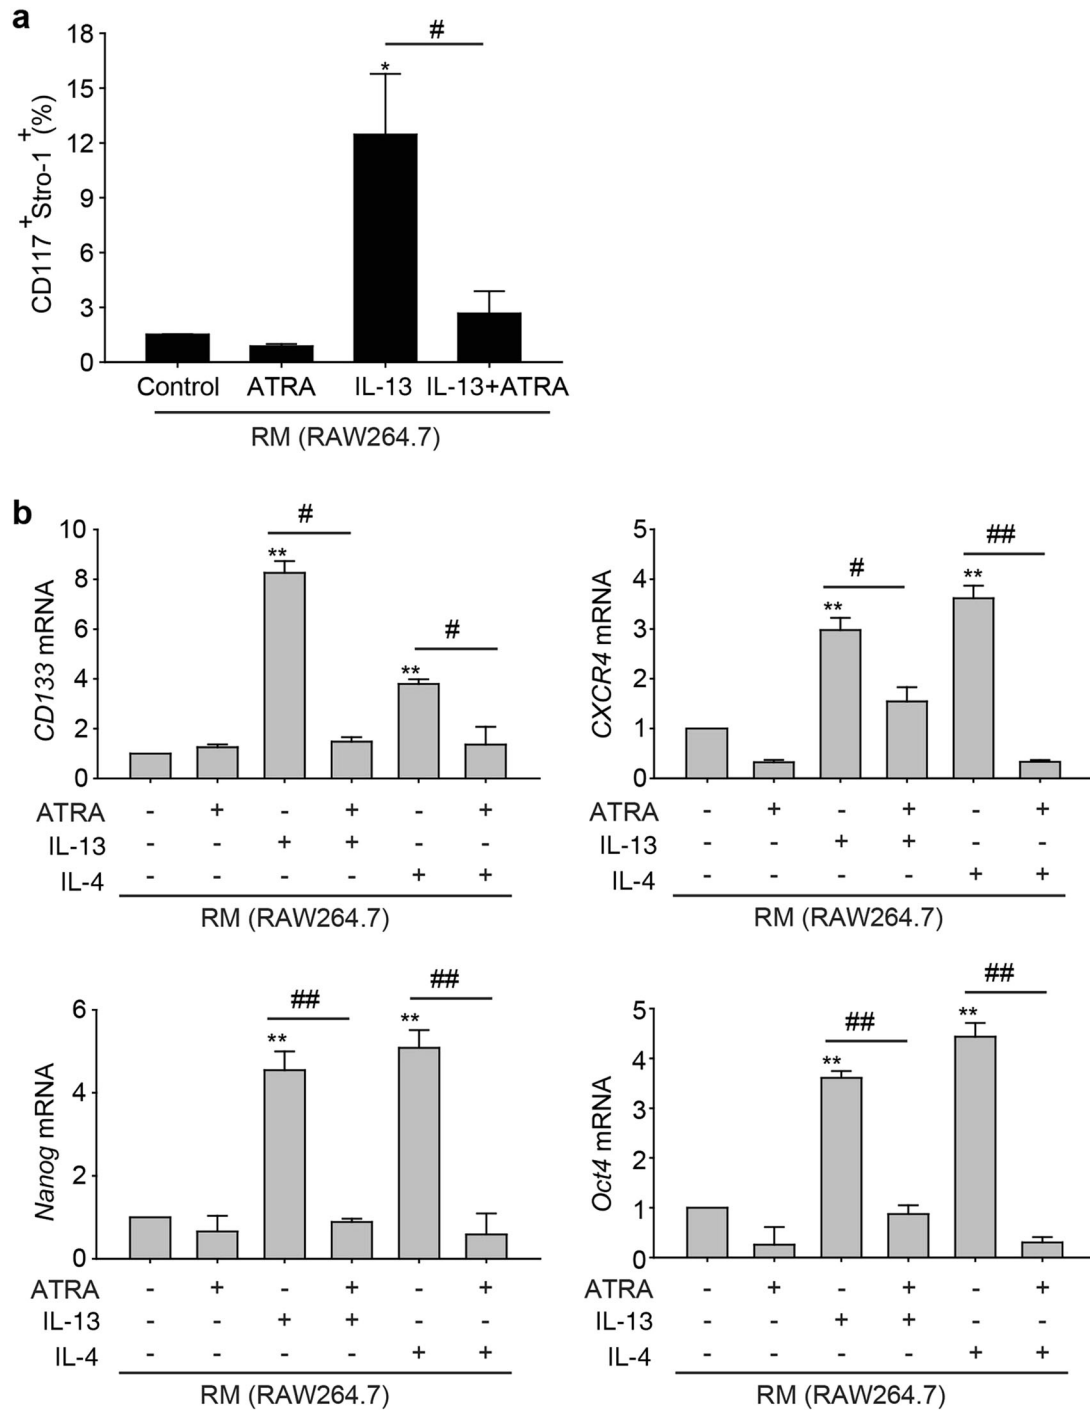 a
#
*
18
15
12
9
6
3
0
CD117+Stro-1+(%)
Control ATRA IL-13 IL-13+ATRA
RM (RAW264.7)
b
# ** # **
10
8
6
4
2
0
CD133 mRNA
ATRA - + - + - +
IL-13 - - + + - -
IL-4 - - - - + +
RM (RAW264.7)
# ** ## **
5
4
3
2
1
0
CXCR4 mRNA
ATRA - + - + - +
IL-13 - - + + - -
IL-4 - - - - + +
RM (RAW264.7)
## ** ## **
6
4
2
0
Nanog mRNA
ATRA - + - + - +
IL-13 - - + + - -
IL-4 - - - - + +
RM (RAW264.7)
## ** ## **
5
4
3
2
1
0
Oct4 mRNA
ATRA - + - + - +
IL-13 - - + + - -
IL-4 - - - - + +
RM (RAW264.7)